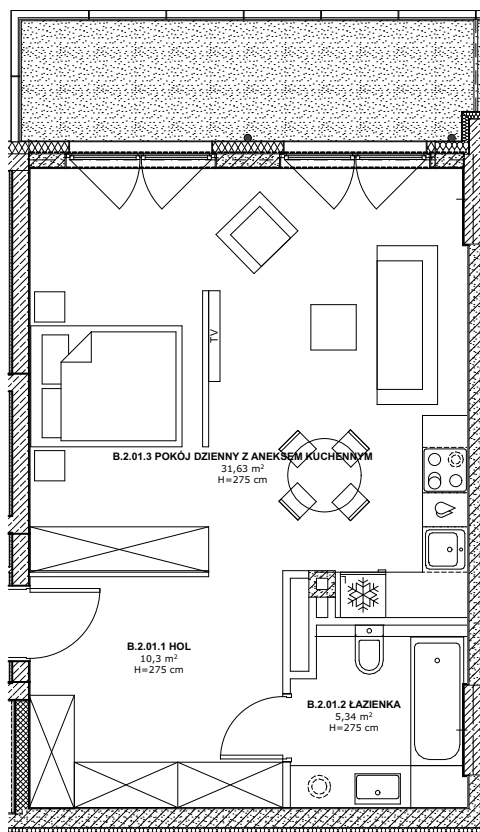 TV
B.2.01.3 POKÓJ DZIENNY Z ANEKSEM KUCHENNYM
31,63 m²
H=275 cm
B.2.01.1 HOL
10,3 m²
H=275 cm
B.2.01.2 ŁAZIENKA
5,34 m²
H=275 cm